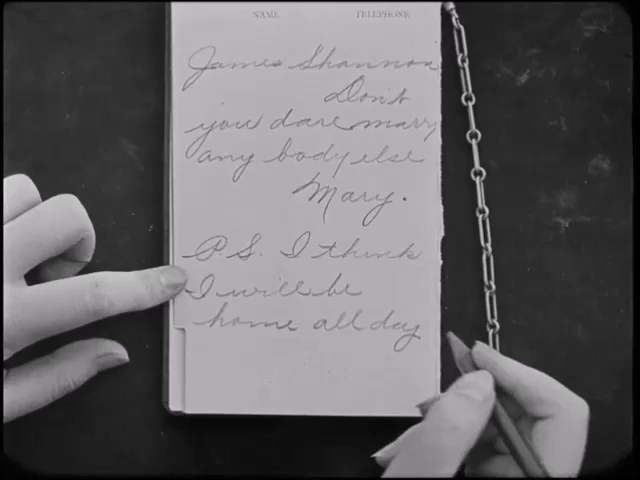 NAME TELEPHONE
James Shannon
Don't
you dare marry
any body else
Mary.
P.S. I think
I will be
home all day